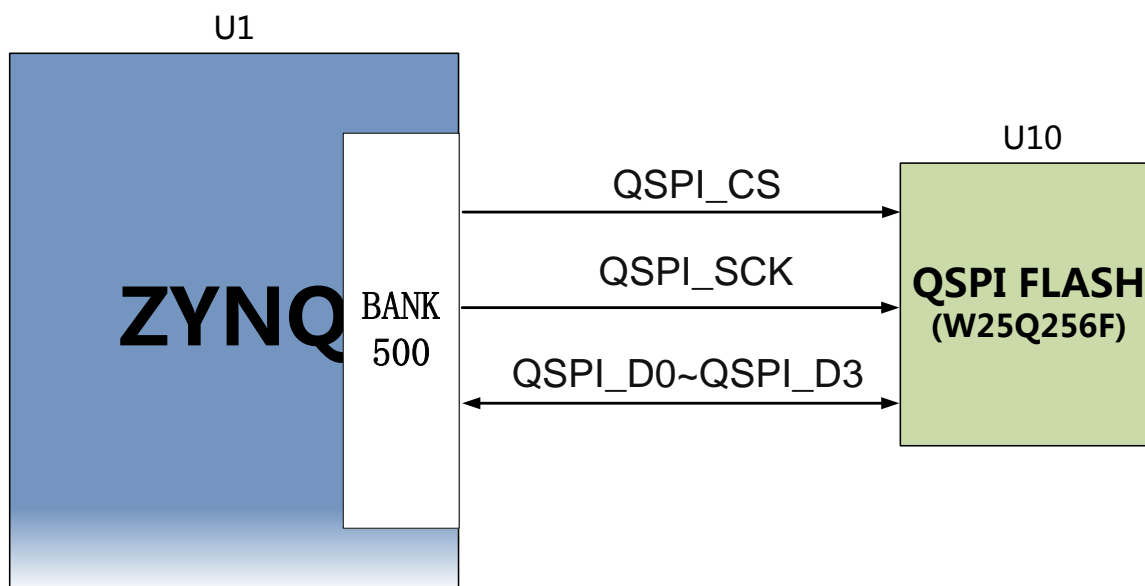 U1
U10
QSPI_CS
QSPI_SCK
ZYNQ
BANK
500
QSPI FLASH
(W25Q256F)
QSPI_D0~QSPI_D3